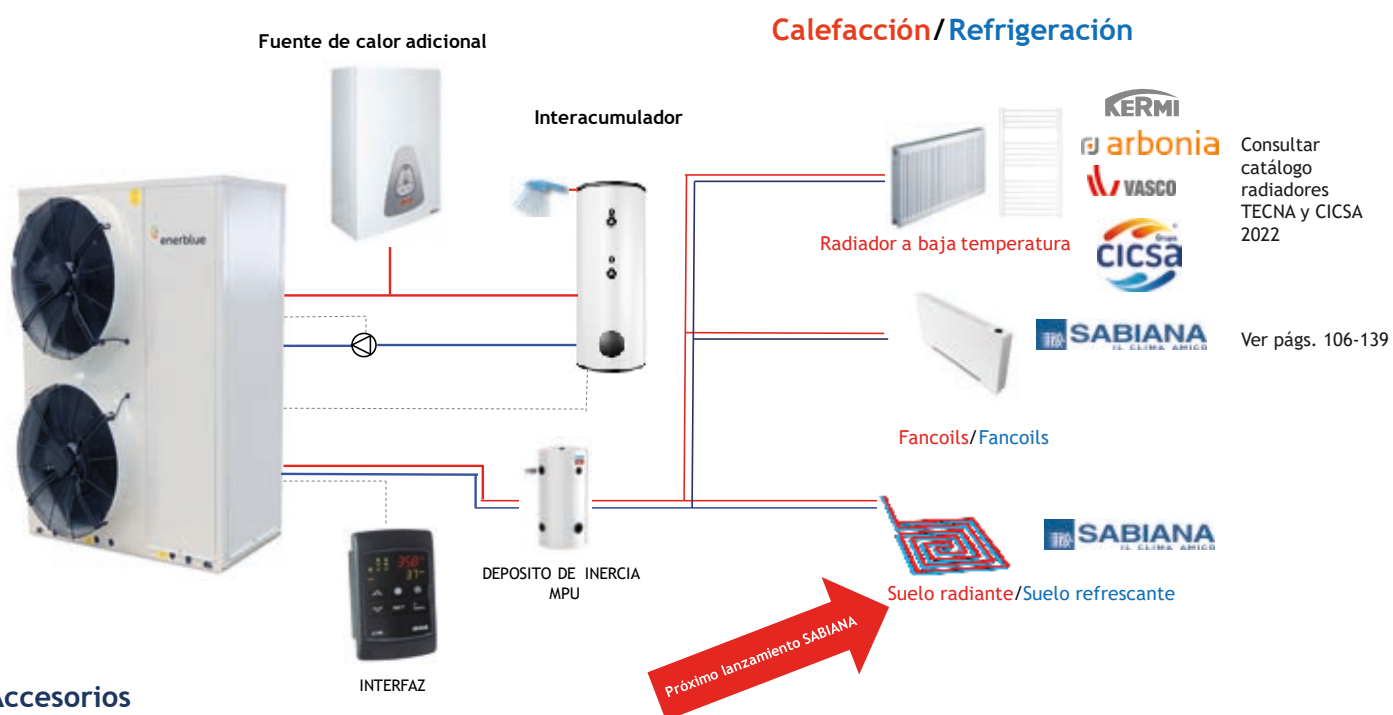 Calefacción/Refrigeración
Fuente de calor adicional
Interacumulador
enerblue
KERMI
arbonia
VASCO
Grupo
cicsa
Consultar
catálogo
radiadores
TECNA y CICSA
2022
Radiador a baja temperatura
SABIANA
IL CLIMA AMICO
Ver págs. 106-139
Fancoils/Fancoils
DEPOSITO DE INERCIA
MPU
SABIANA
IL CLIMA AMICO
Suelo radiante/Suelo refrescante
Próximo lanzamiento SABIANA
INTERFAZ
Accesorios